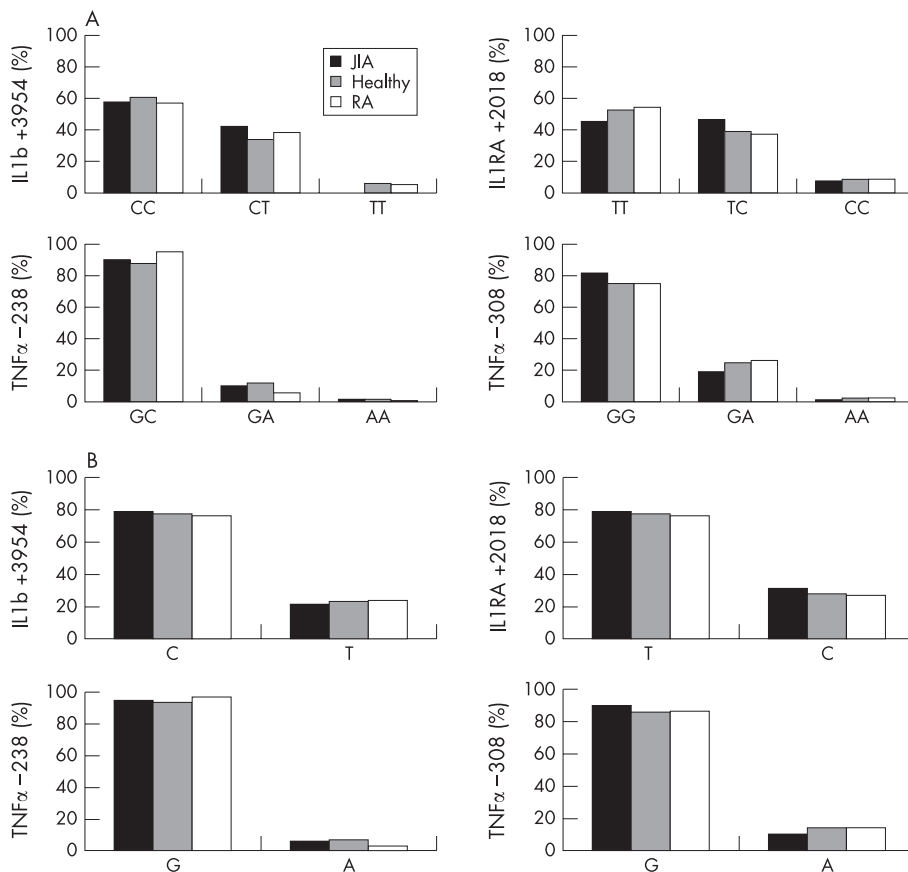 A
IL1b +3954 (%)
100
80
60
40
20
0
CC CT TT
JIA
Healthy
RA
IL1RA +2018 (%)
100
80
60
40
20
0
TT TC CC
TNFα −238 (%)
100
80
60
40
20
0
GC GA AA
TNFα −308 (%)
100
80
60
40
20
0
GG GA AA
B
IL1b +3954 (%)
100
80
60
40
20
0
C T
IL1RA +2018 (%)
100
80
60
40
20
0
T C
TNFα −238 (%)
100
80
60
40
20
0
G A
TNFα −308 (%)
100
80
60
40
20
0
G A